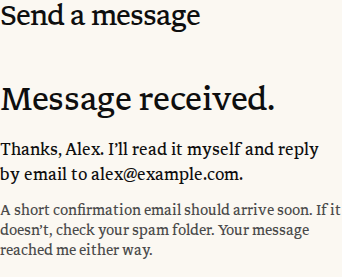 Send a message
Message received.
Thanks, Alex. I’ll read it myself and reply
by email to alex@example.com.
A short confirmation email should arrive soon. If it
doesn’t, check your spam folder. Your message
reached me either way.